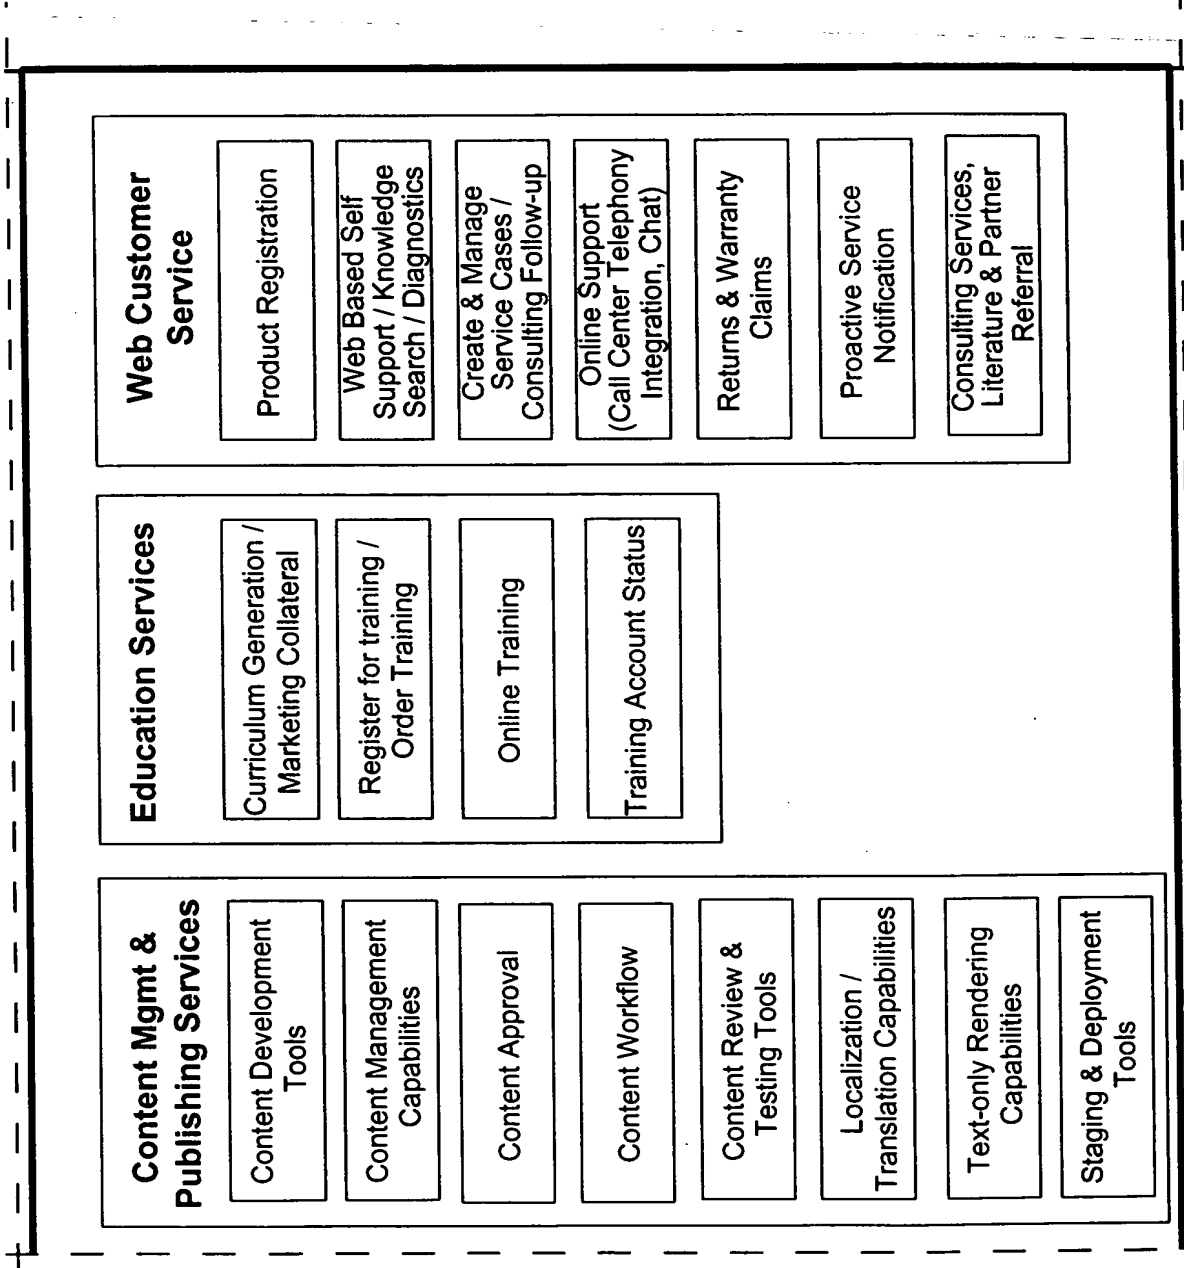 Content Mgmt &
Publishing Services
Content Development
Tools
Content Management
Capabilities
Content Approval
Content Workflow
Content Review &
Testing Tools
Localization /
Translation Capabilities
Text-only Rendering
Capabilities
Staging & Deployment
Tools
Education Services
Curriculum Generation /
Marketing Collateral
Register for training /
Order Training
Online Training
Training Account Status
Web Customer
Service
Product Registration
Web Based Self
Support / Knowledge
Search / Diagnostics
Create & Manage
Service Cases /
Consulting Follow-up
Online Support
(Call Center Telephony
Integration, Chat)
Returns & Warranty
Claims
Proactive Service
Notification
Consulting Services,
Literature & Partner
Referral